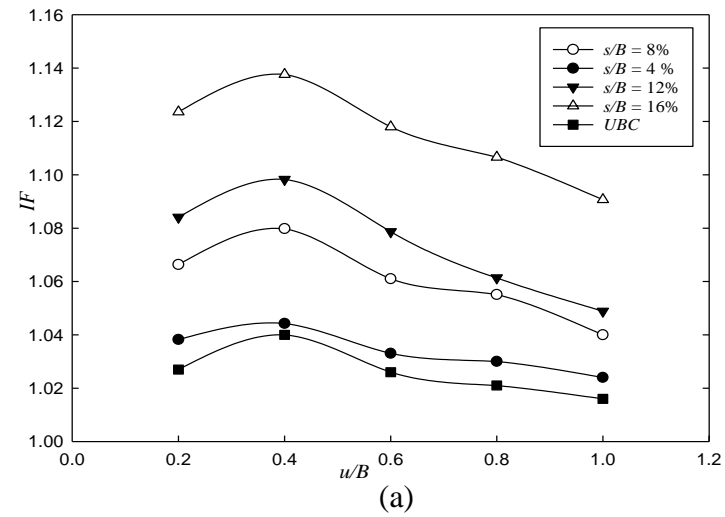 1.16
1.14
1.12
1.10
1.08
1.06
1.04
1.02
1.00
IF
0.0 0.2 0.4 0.6 0.8 1.0 1.2
u/B
s/B = 8%
s/B = 4 %
s/B = 12%
s/B = 16%
UBC
(a)